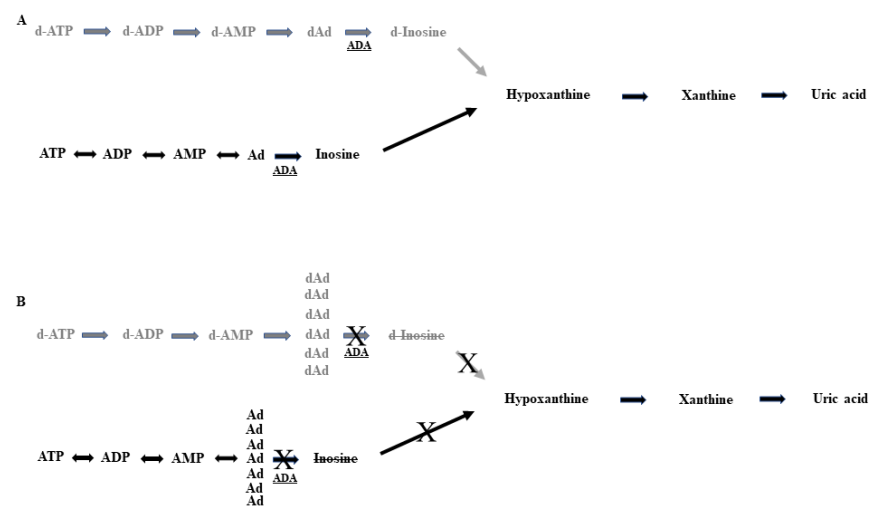 A
d-ATP d-ADP d-AMP dAd d-Inosine
ADA
Hypoxanthine Xanthine Uric acid
ATP ADP AMP Ad Inosine
ADA
B
dAd
dAd
dAd
d-ATP d-ADP d-AMP dAd X d-Inosine
dAd ADA
dAd X
Hypoxanthine Xanthine Uric acid
Ad
Ad X
Ad
ATP ADP AMP Ad X Inosine
Ad ADA
Ad
Ad